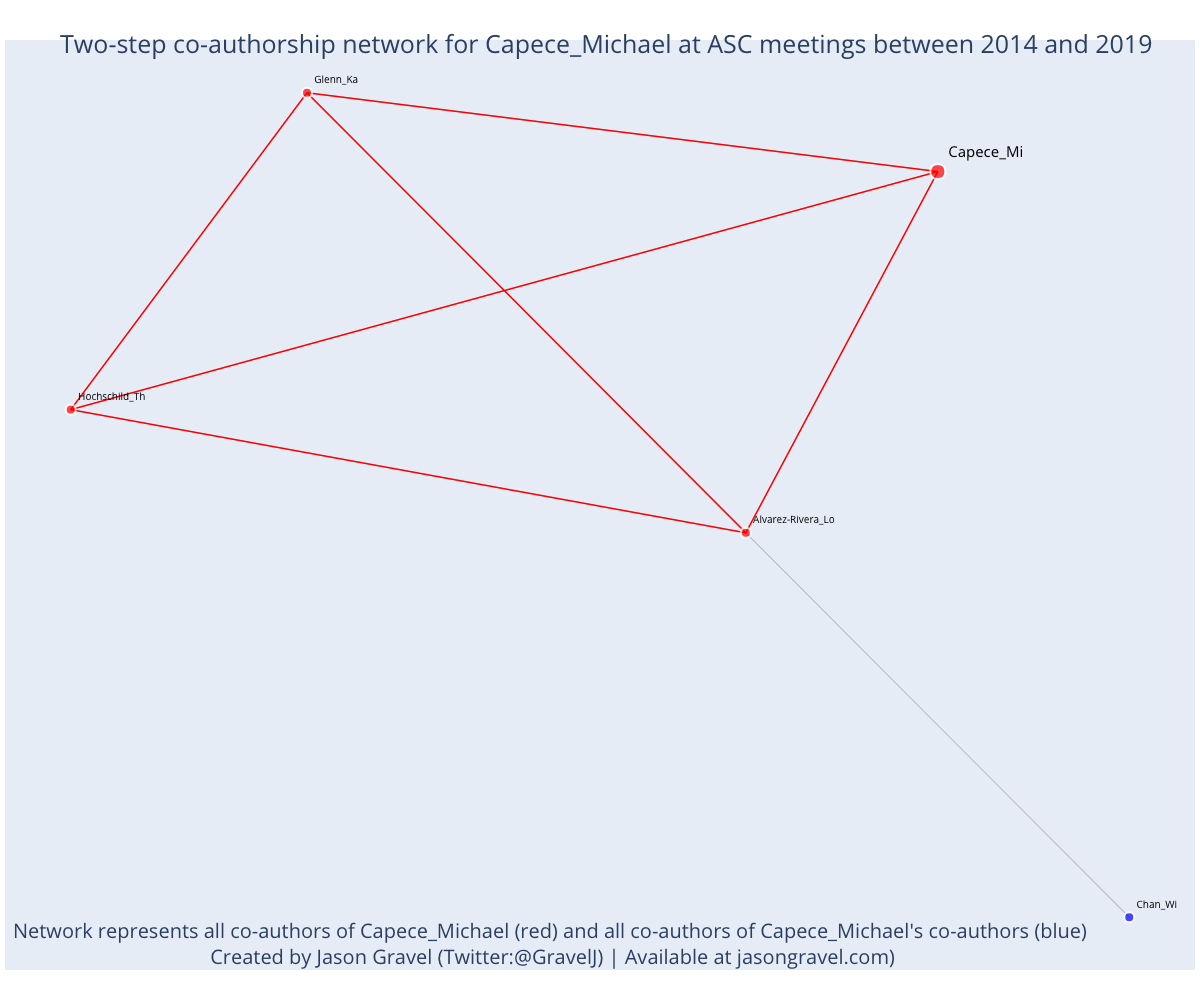 Two-step co-authorship network for Capece_Michael at ASC meetings between 2014 and 2019
Glenn_Ka
Capece_Mi
Hochschild_Th
Alvarez-Rivera_Lo
Chan_Wi
Network represents all co-authors of Capece_Michael (red) and all co-authors of Capece_Michael's co-authors (blue)
Created by Jason Gravel (Twitter:@GravelJ) | Available at jasongravel.com)